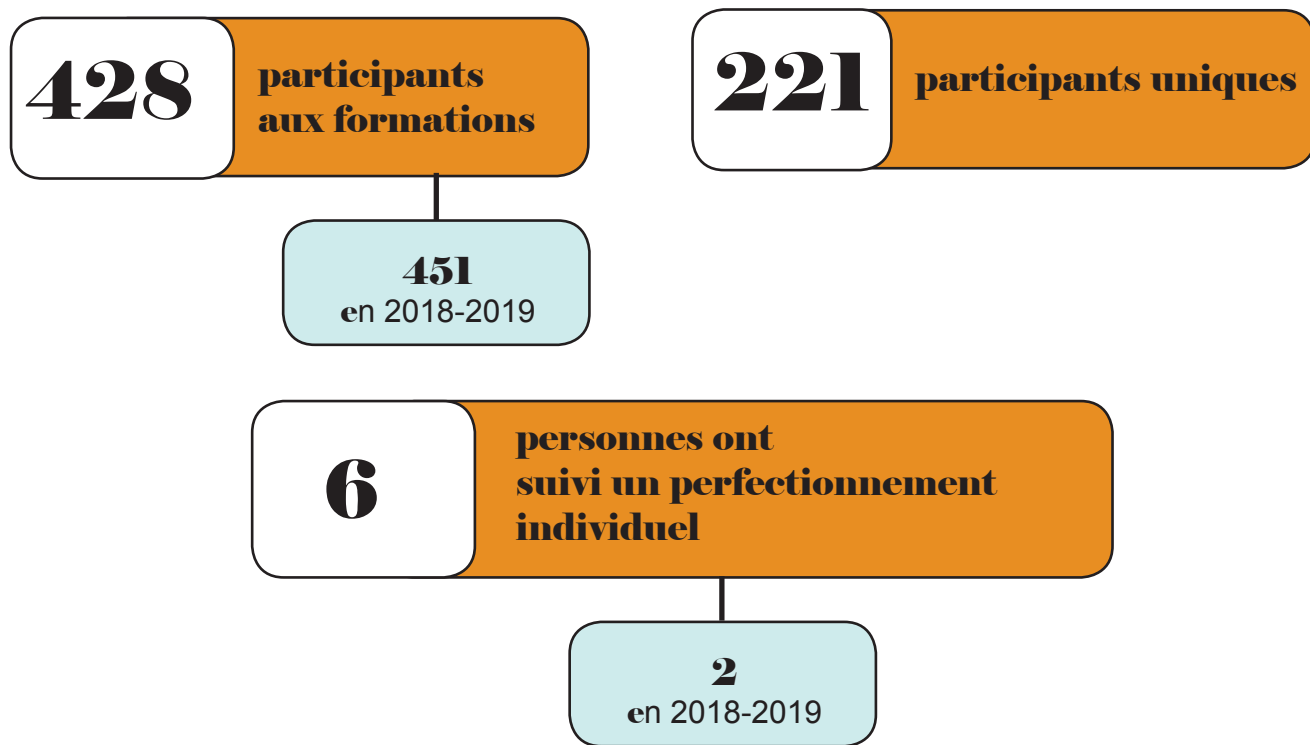 428
participants
aux formations
221
participants uniques
451
en 2018-2019
6
personnes ont
suivi un perfectionnement
individuel
2
en 2018-2019